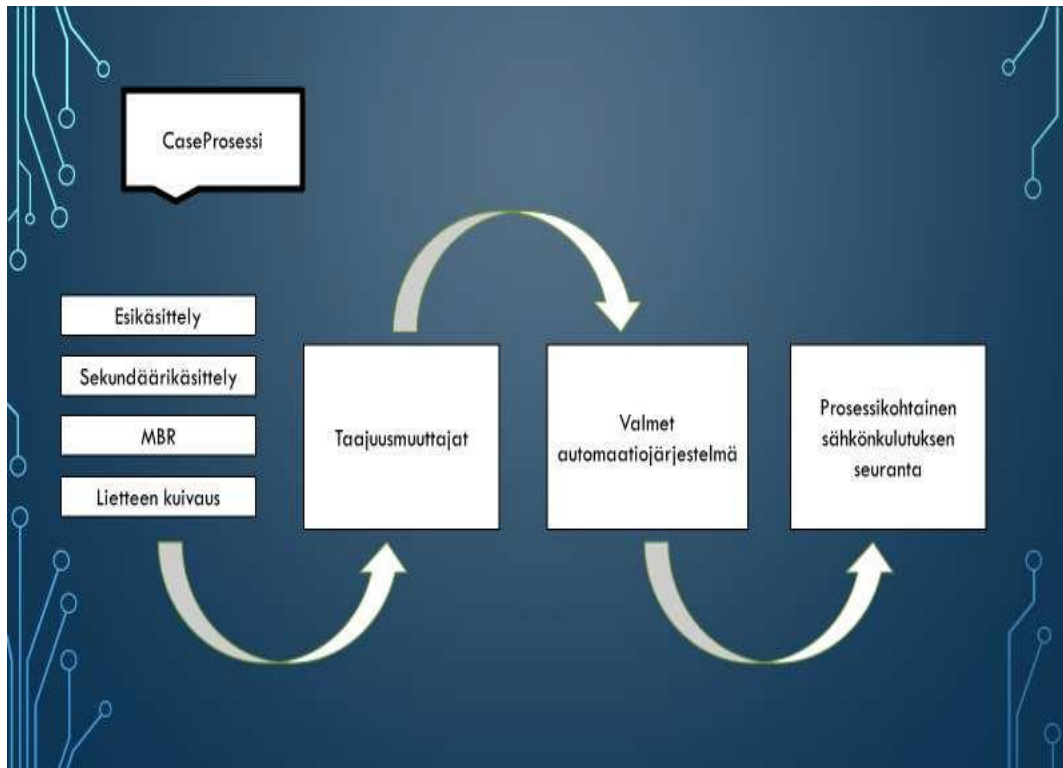 CaseProsessi
Esikäsittely
Sekundäärikäsittely
MBR
Lietteen kuivaus
Taajuusmuuttajat
Valmet
automaatiojärjestelmä
Prosessikohtainen
sähkönkulutuksen
seuranta